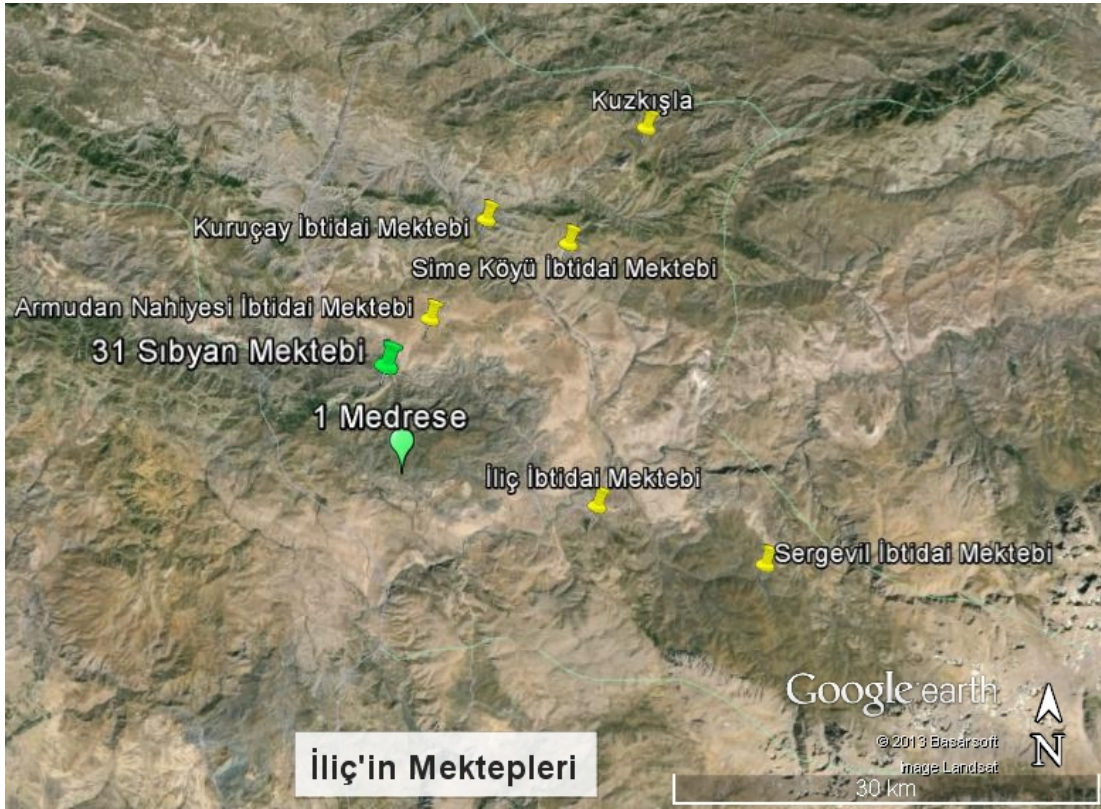 Kuzkışla
Kuruçay İbtidai Mektebi
Sime Köyü İbtidai Mektebi
Armudan Nahiyesi İbtidai Mektebi
31 Sıbyan Mektebi
1 Medrese
İliç İbtidai Mektebi
Sergevil İbtidai Mektebi
Google earth
© 2013 Basarsoft
Image Landsat
N
İliç'in Mektepleri
30 km